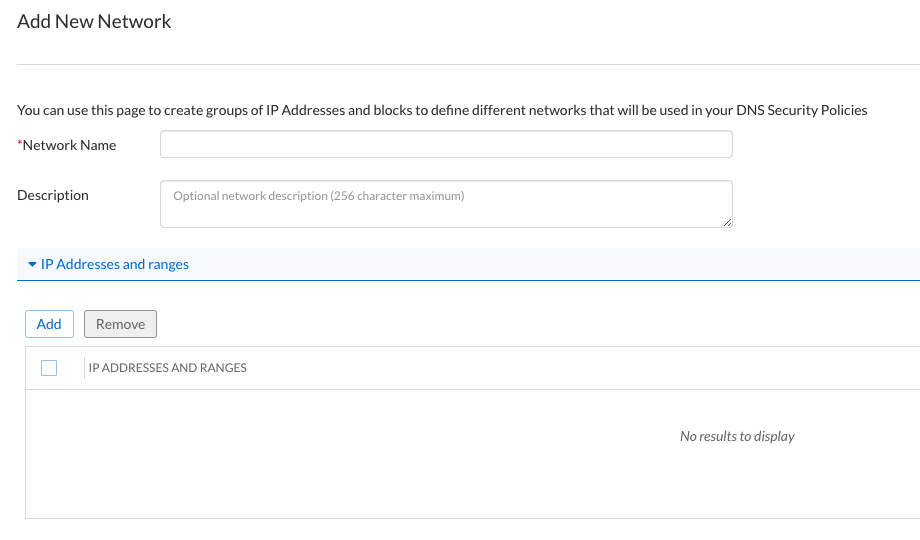 Add New Network
You can use this page to create groups of IP Addresses and blocks to define different networks that will be used in your DNS Security Policies
*Network Name
Description
Optional network description (256 character maximum)
IP Addresses and ranges
Add Remove
IP ADDRESSES AND RANGES
No results to display